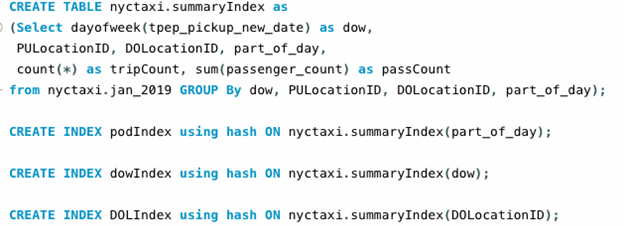 CREATE TABLE nyctaxi.summaryIndex as
(Select dayofweek(tpep_pickup_new_date) as dow,
PULocationID, DOLocationID, part_of_day,
count(*) as tripCount, sum(passenger_count) as passCount
from nyctaxi.jan_2019 GROUP By dow, PULocationID, DOLocationID, part_of_day);
CREATE INDEX podIndex using hash ON nyctaxi.summaryIndex(part_of_day);
CREATE INDEX dowIndex using hash ON nyctaxi.summaryIndex(dow);
CREATE INDEX DOLIndex using hash ON nyctaxi.summaryIndex(DOLocationID);